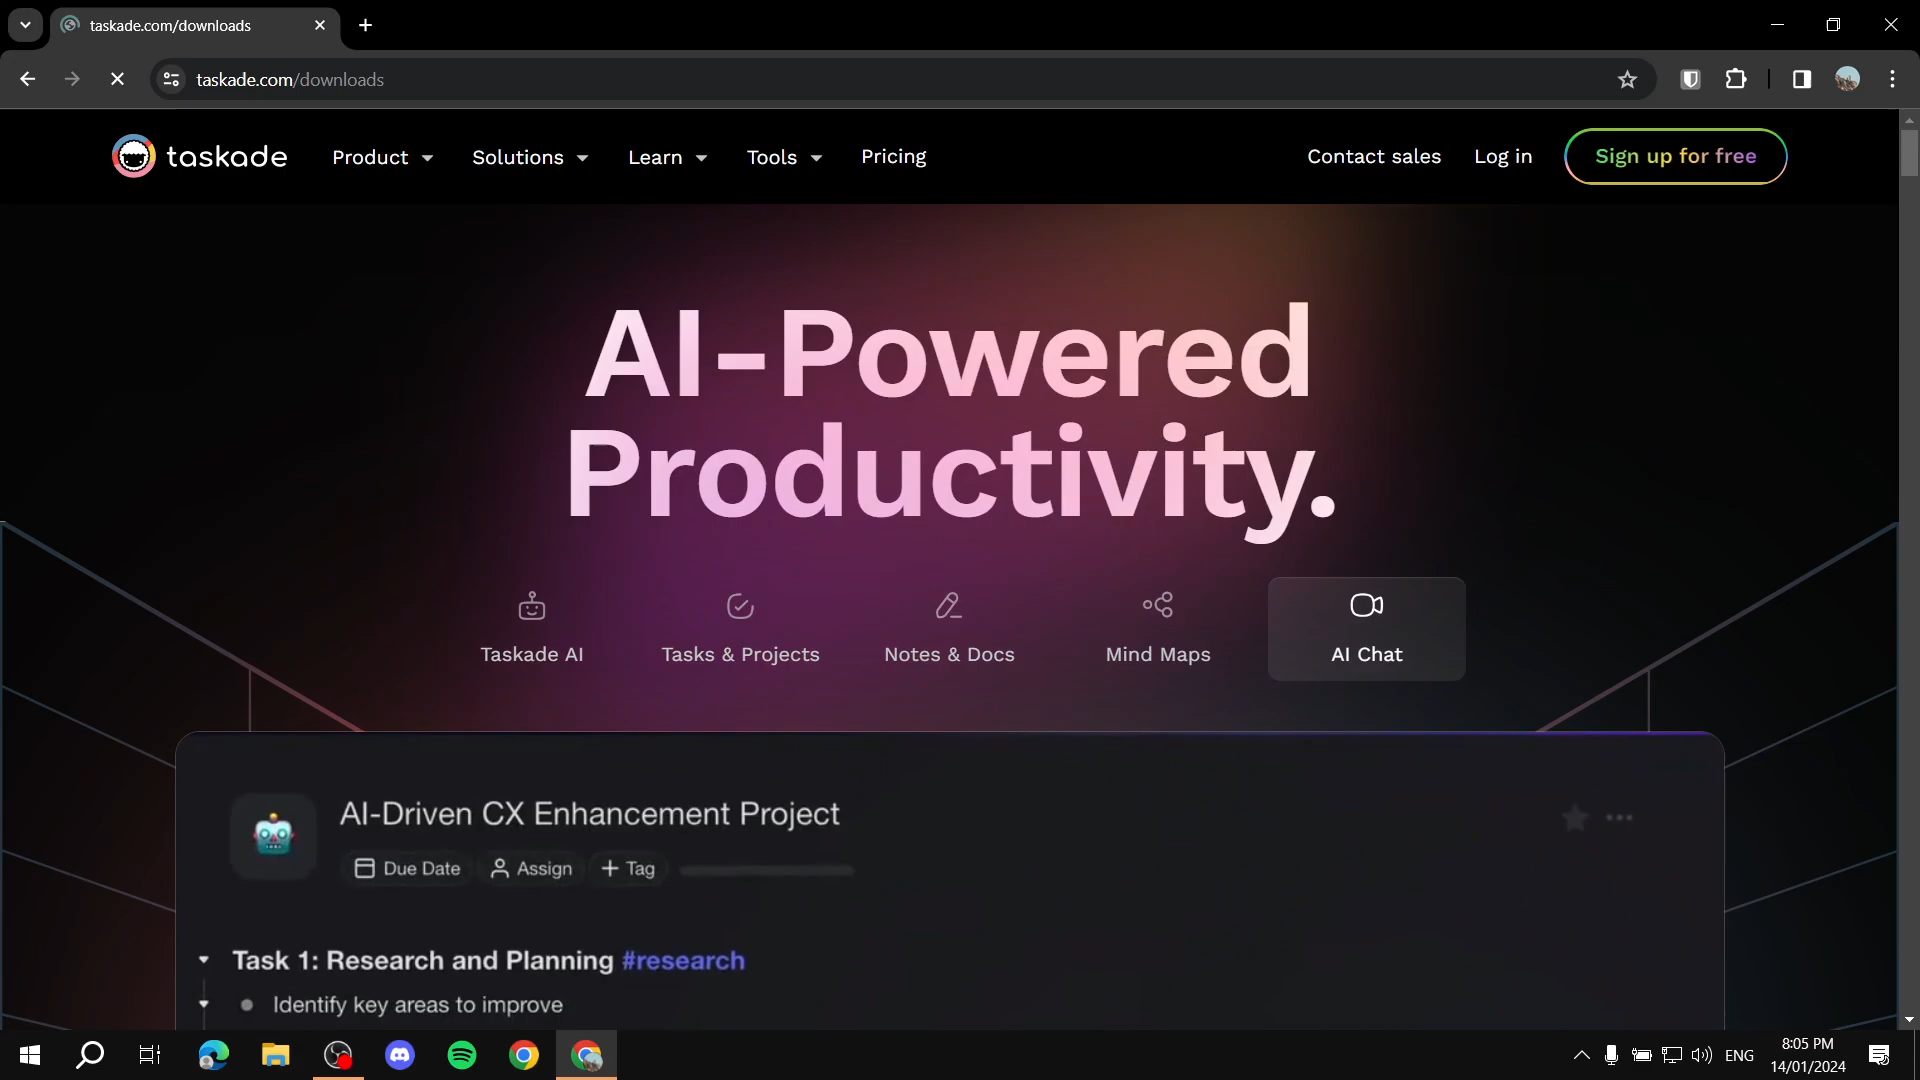 taskade.com/downloads
taskade.com/downloads
taskade
Product
Solutions
Learn
Tools
Pricing
Contact sales
Log in
Sign up for free
AI-Powered
Productivity.
Taskade AI
Tasks & Projects
Notes & Docs
Mind Maps
AI Chat
AI-Driven CX Enhancement Project
Due Date
Assign
+ Tag
Task 1: Research and Planning #research
Identify key areas to improve
ENG
8:05 PM
14/01/2024